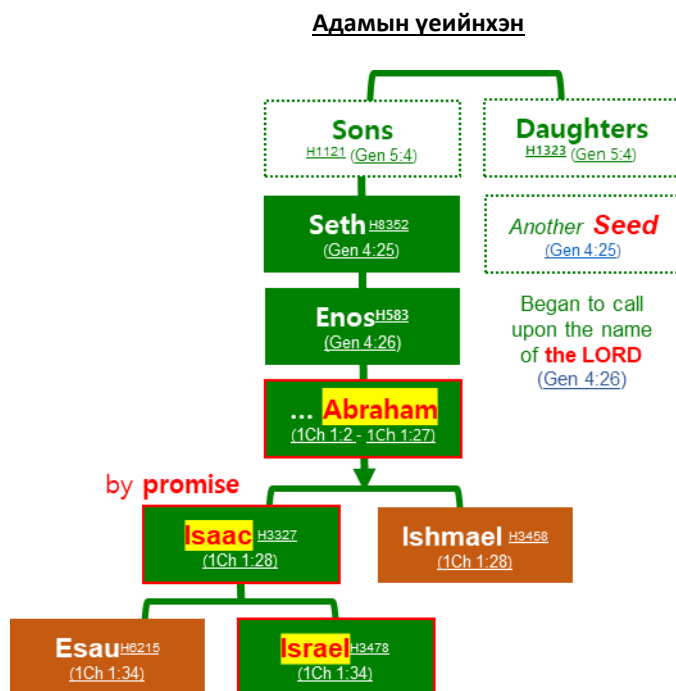 Адамын үеийнхэн
Sons
H1121 (Gen 5:4)
Daughters
H1323 (Gen 5:4)
Seth H8352
(Gen 4:25)
Another Seed
(Gen 4:25)
Enos H583
(Gen 4:26)
Began to call
upon the name
of the LORD
(Gen 4:26)
... Abraham
(1Ch 1:2 - 1Ch 1:27)
by promise
Isaac H3327
(1Ch 1:28)
Ishmael H3458
(1Ch 1:28)
Esau H6215
(1Ch 1:34)
Israel H3478
(1Ch 1:34)